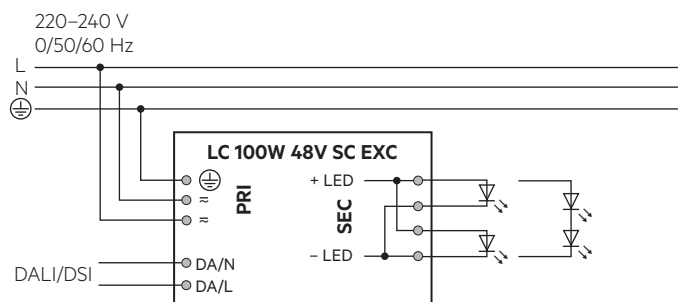 220–240 V
0/50/60 Hz
L
N
LC 100W 48V SC EXC
PRI
≂
≂
+ LED
SEC
– LED
DALI/DSI
DA/N
DA/L